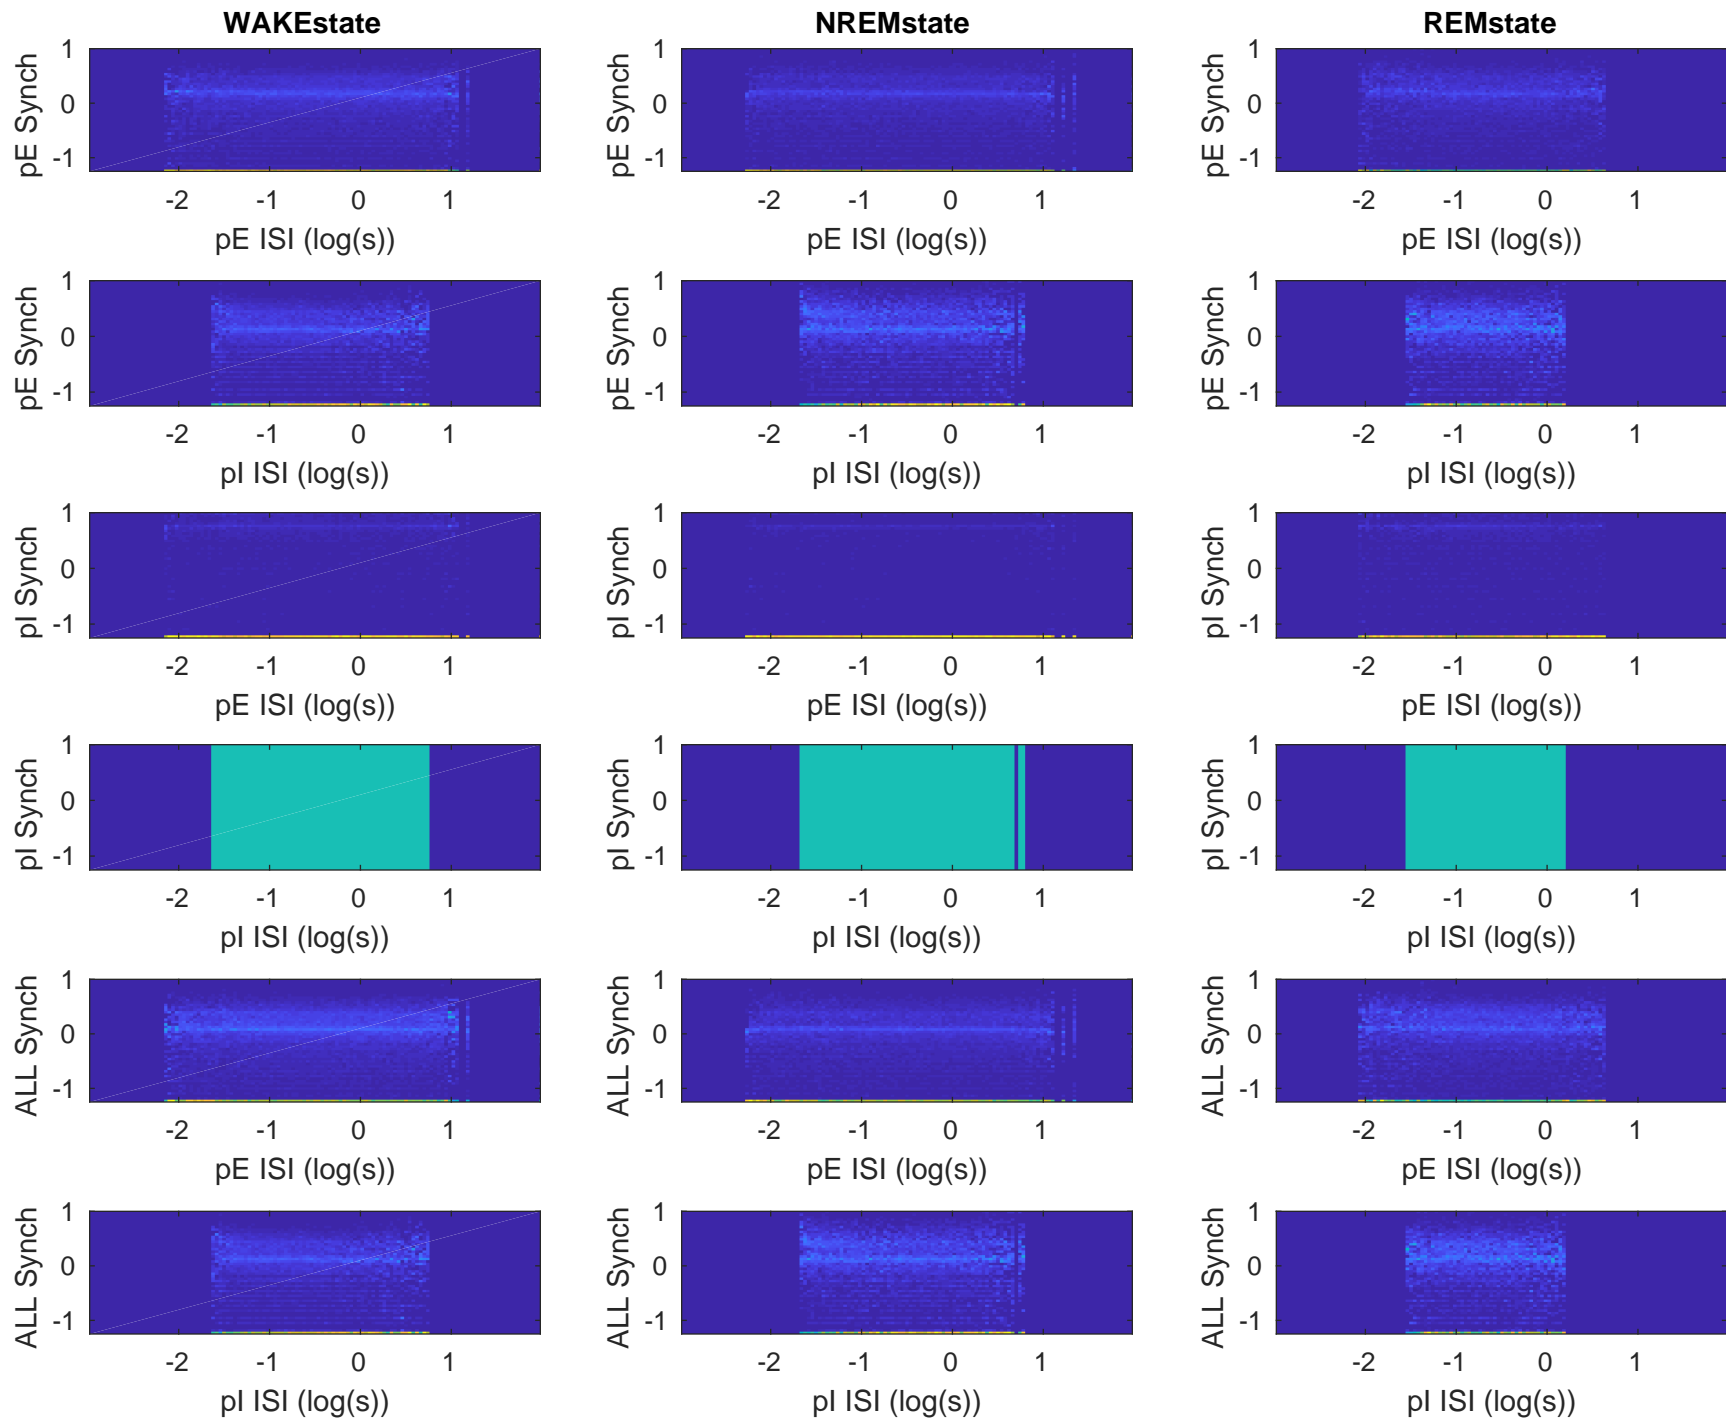 WAKEstate NREMstate REMstate
1 1 1
pE Synch 0 pE Synch 0 pE Synch 0
-1 -1 -1
-2 -1 0 1 -2 -1 0 1 -2 -1 0 1
pE ISI (log(s)) pE ISI (log(s)) pE ISI (log(s))
1 1 1
pE Synch 0 pE Synch 0 pE Synch 0
-1 -1 -1
-2 -1 0 1 -2 -1 0 1 -2 -1 0 1
pI ISI (log(s)) pI ISI (log(s)) pI ISI (log(s))
1 1 1
pI Synch 0 pI Synch 0 pI Synch 0
-1 -1 -1
-2 -1 0 1 -2 -1 0 1 -2 -1 0 1
pE ISI (log(s)) pE ISI (log(s)) pE ISI (log(s))
1 1 1
pI Synch 0 pI Synch 0 pI Synch 0
-1 -1 -1
-2 -1 0 1 -2 -1 0 1 -2 -1 0 1
pI ISI (log(s)) pI ISI (log(s)) pI ISI (log(s))
1 1 1
ALL Synch 0 ALL Synch 0 ALL Synch 0
-1 -1 -1
-2 -1 0 1 -2 -1 0 1 -2 -1 0 1
pE ISI (log(s)) pE ISI (log(s)) pE ISI (log(s))
1 1 1
ALL Synch 0 ALL Synch 0 ALL Synch 0
-1 -1 -1
-2 -1 0 1 -2 -1 0 1 -2 -1 0 1
pI ISI (log(s)) pI ISI (log(s)) pI ISI (log(s))